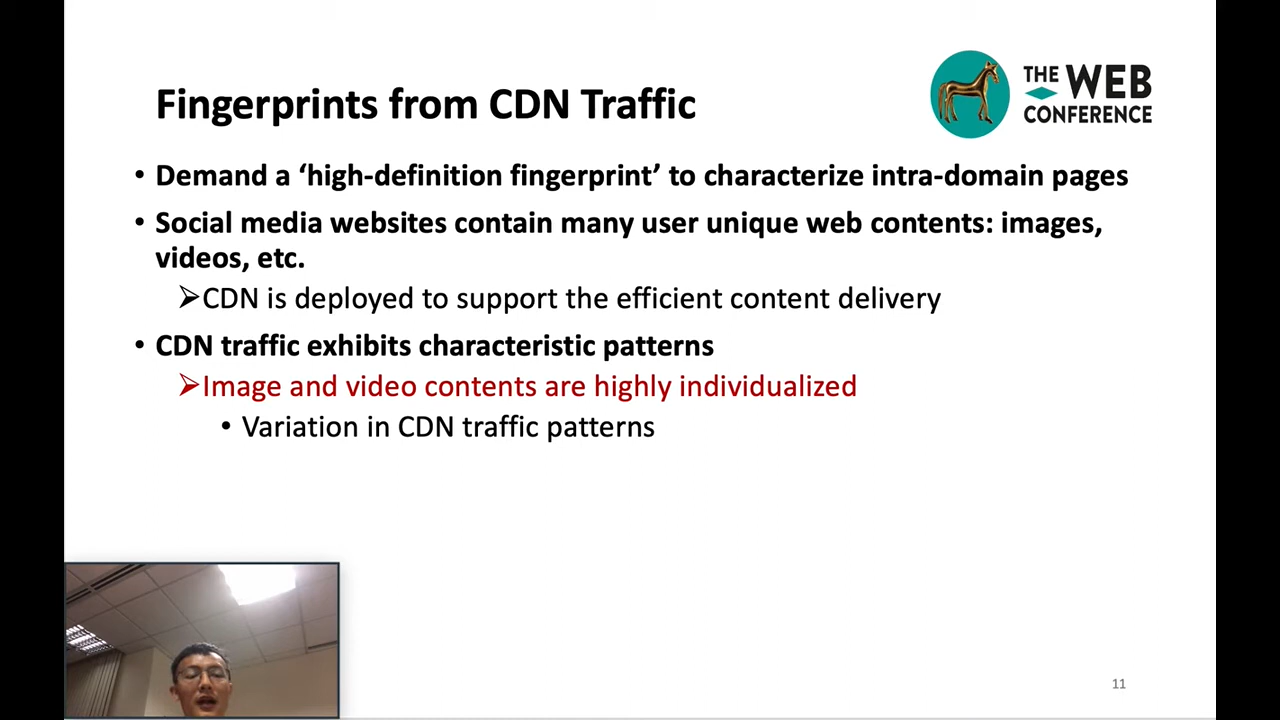 Fingerprints from CDN Traffic
THE WEB
CONFERENCE
• Demand a ‘high-definition fingerprint’ to characterize intra-domain pages
• Social media websites contain many user unique web contents: images,
videos, etc.
➢CDN is deployed to support the efficient content delivery
• CDN traffic exhibits characteristic patterns
➢Image and video contents are highly individualized
• Variation in CDN traffic patterns
11